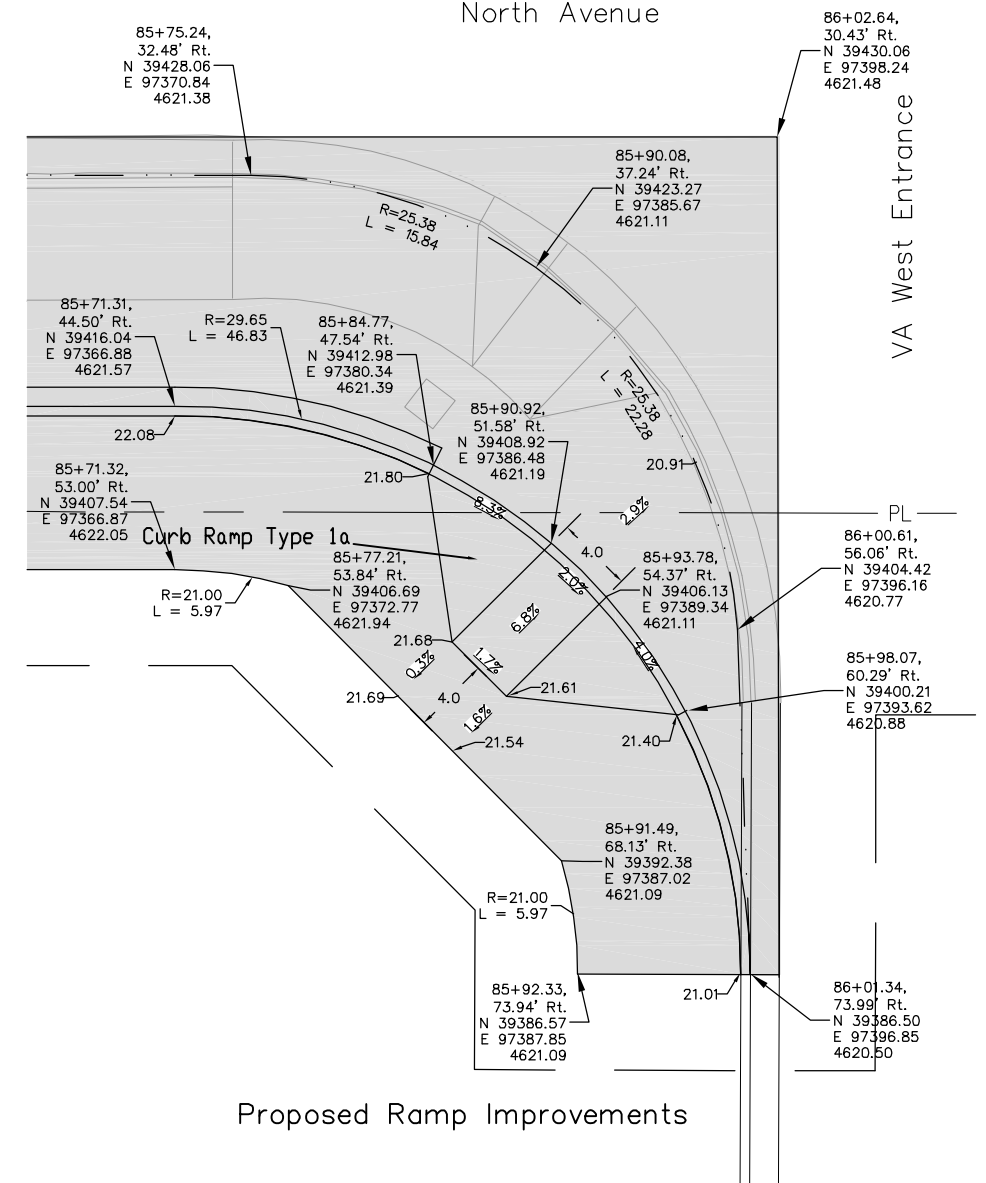 North Avenue
86+02.64,
30.43' Rt.
N 39430.06
E 97398.24
4621.48
85+75.24,
32.48' Rt.
N 39428.06
E 97370.84
4621.38
VA West Entrance
85+90.08,
37.24' Rt.
N 39423.27
E 97385.67
4621.11
R=25.38
L = 15.84
85+71.31,
44.50' Rt.
N 39416.04
E 97366.88
4621.57
R=29.65
L = 46.83
85+84.77,
47.54' Rt.
N 39412.98
E 97380.34
4621.39
R=25.38
L = 22.28
85+90.92,
51.58' Rt.
N 39408.92
E 97386.48
4621.19
22.08
21.80
20.91
85+71.32,
53.00' Rt.
N 39407.54
E 97366.87
4622.05
8.3%
2.9%
PL
Curb Ramp Type 1a
4.0
86+00.61,
56.06' Rt.
N 39404.42
E 97396.16
4620.77
85+77.21,
53.84' Rt.
N 39406.69
E 97372.77
4621.94
2.0%
85+93.78,
54.37' Rt.
N 39406.13
E 97389.34
4621.11
R=21.00
L = 5.97
6.8%
21.68
4.0%
0.3%
1.7%
21.61
21.69
4.0
1.6%
85+98.07,
60.29' Rt.
N 39400.21
E 97393.62
4620.88
21.54
21.40
85+91.49,
68.13' Rt.
N 39392.38
E 97387.02
4621.09
R=21.00
L = 5.97
85+92.33,
73.94' Rt.
N 39386.57
E 97387.85
4621.09
21.01
86+01.34,
73.99' Rt.
N 39386.50
E 97396.85
4620.50
Proposed Ramp Improvements